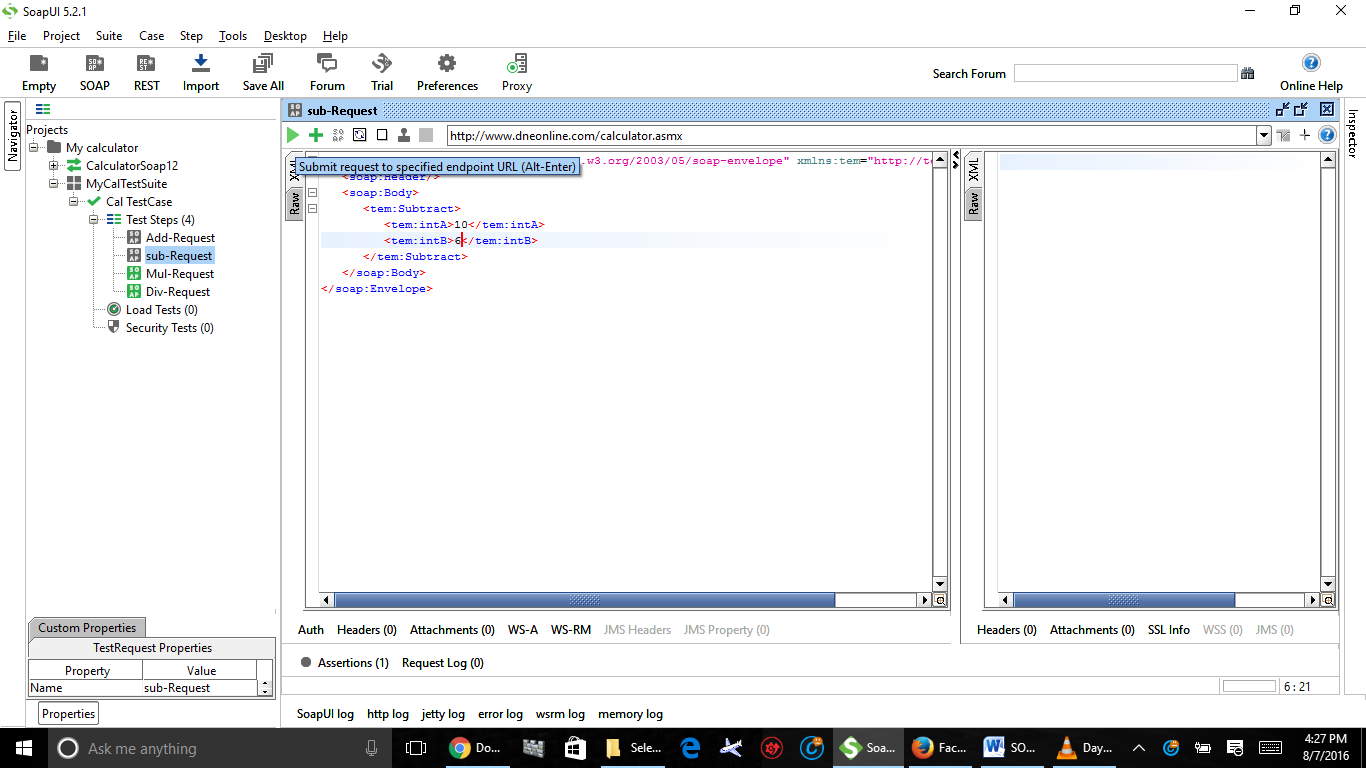 SoapUI 5.2.1
File Project Suite Case Step Tools Desktop Help
Empty SOAP REST Import Save All Forum Trial Preferences Proxy Search Forum Online Help
Navigator
Projects
My calculator
CalculatorSoap12
MyCalTestSuite
Cal TestCase
Test Steps (4)
Add-Request
sub-Request
Mul-Request
Div-Request
Load Tests (0)
Security Tests (0)
Custom Properties
TestRequest Properties
Property Value
Name sub-Request
Properties
sub-Request
http://www.dneonline.com/calculator.asmx
.w3.org/2003/05/soap-envelope" xmlns:tem="http://te
Submit request to specified endpoint URL (Alt-Enter)
<soap:Header/>
<soap:Body>
<tem:Subtract>
<tem:intA>10</tem:intA>
<tem:intB>6</tem:intB>
</tem:Subtract>
</soap:Body>
</soap:Envelope>
XML
Raw
XML
Raw
Inspector
Auth Headers (0) Attachments (0) WS-A WS-RM JMS Headers JMS Property (0)
Headers (0) Attachments (0) SSL Info WSS (0) JMS (0)
Assertions (1) Request Log (0)
6 : 21
SoapUI log http log jetty log error log wsrm log memory log
Ask me anything
Do... Sele... Soa... Fac... SO... Day...
4:27 PM
8/7/2016